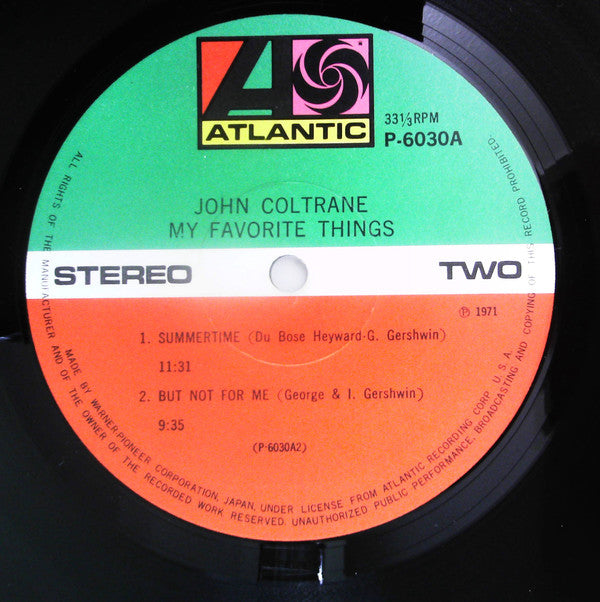 ATLANTIC
33⅓RPM
P-6030A
JOHN COLTRANE
MY FAVORITE THINGS
STEREO
TWO
℗ 1971
1. SUMMERTIME (Du Bose Heyward-G. Gershwin)
11:31
2. BUT NOT FOR ME (George & I. Gershwin)
9:35
(P-6030A2)
ALL RIGHTS OF THE MANUFACTURER AND OF THE OWNER OF THE RECORDED WORK RESERVED. UNAUTHORIZED PUBLIC PERFORMANCE, BROADCASTING AND COPYING OF THIS RECORD PROHIBITED.
MADE BY WARNER-PIONEER CORPORATION, JAPAN, UNDER LICENSE FROM ATLANTIC RECORDING CORP. U. S. A.